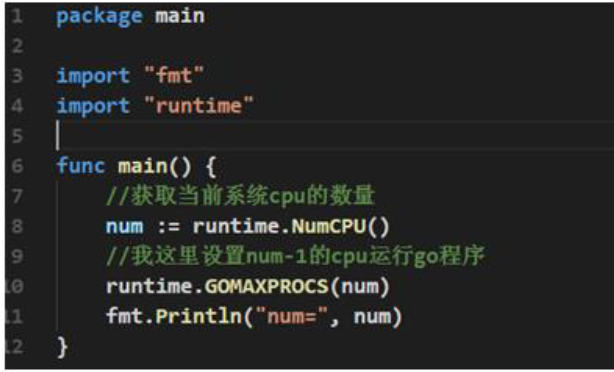 1 package main
2
3 import "fmt"
4 import "runtime"
5
6 func main() {
7 //获取当前系统cpu的数量
8 num := runtime.NumCPU()
9 //我这里设置num-1的cpu运行go程序
10 runtime.GOMAXPROCS(num)
11 fmt.Println("num=", num)
12 }